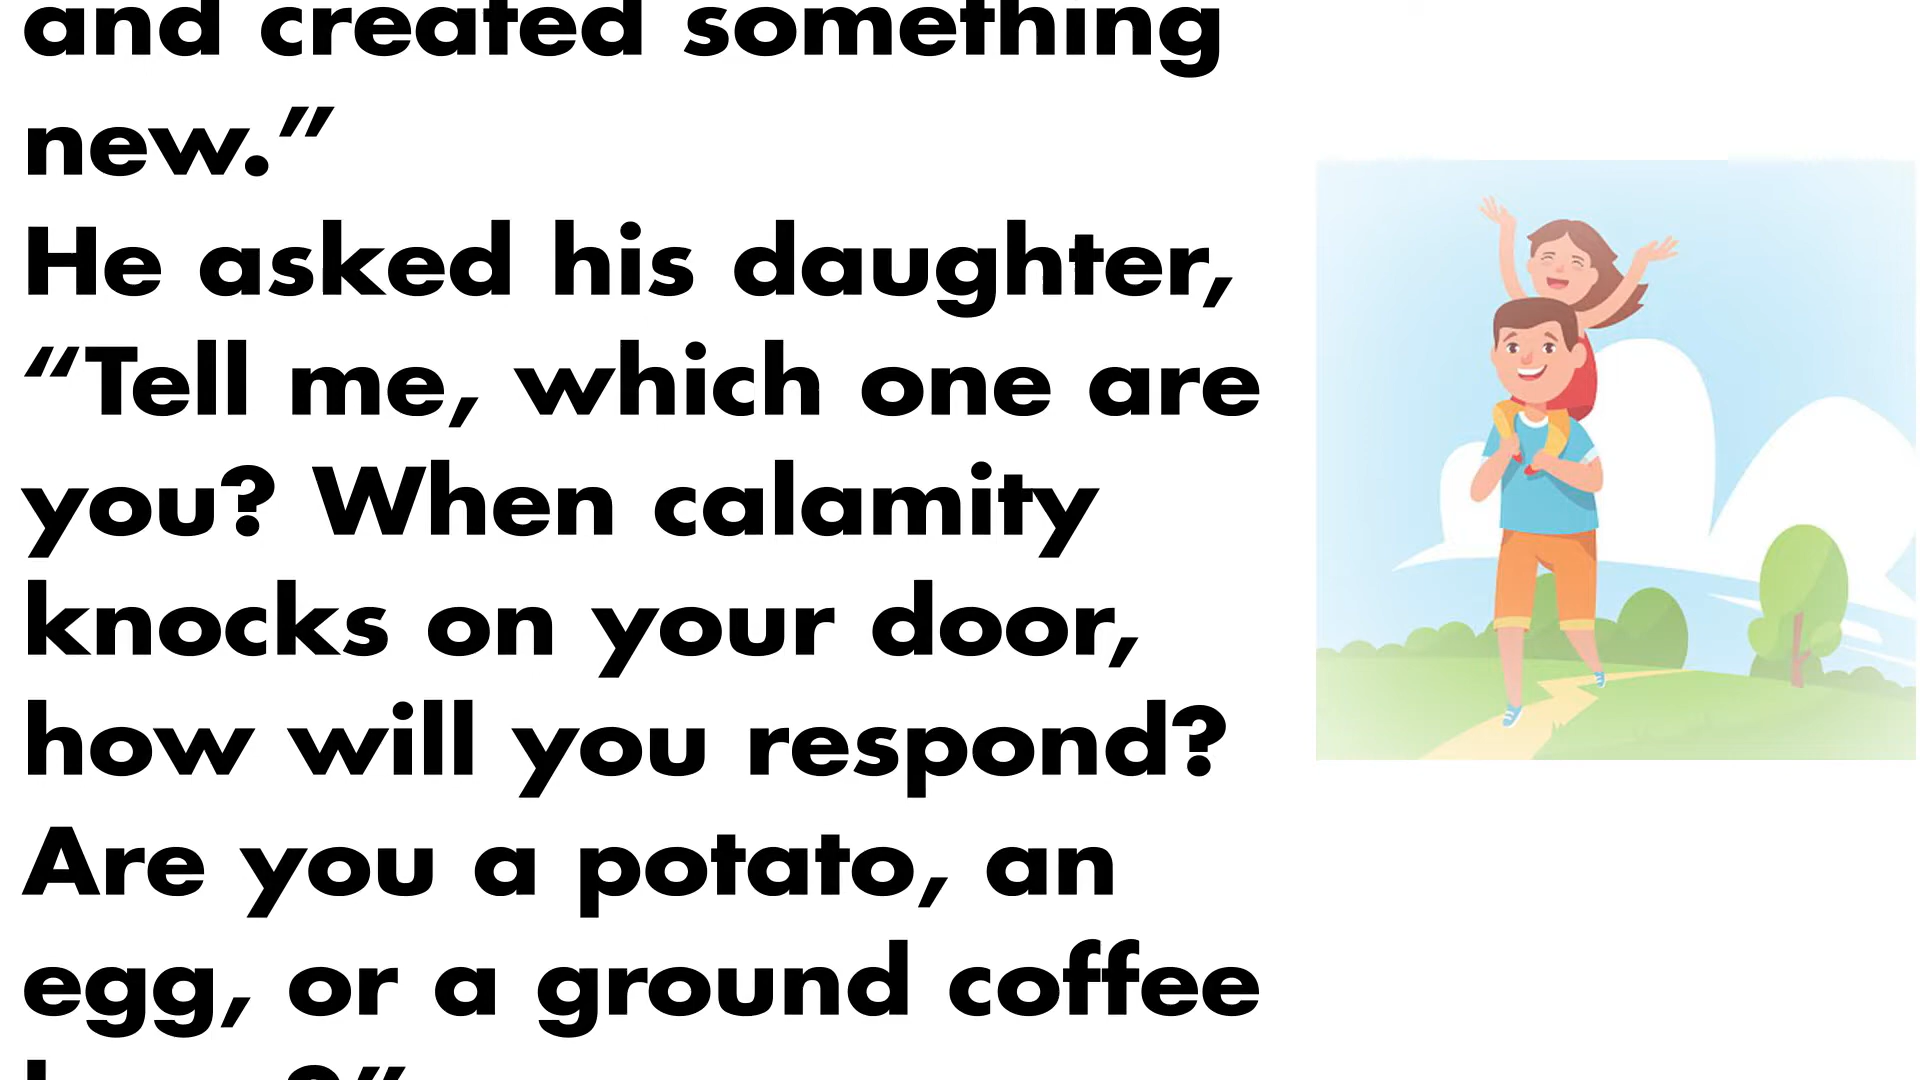 and created something
new.”
He asked his daughter,
“Tell me, which one are
you? When calamity
knocks on your door,
how will you respond?
Are you a potato, an
egg, or a ground coffee